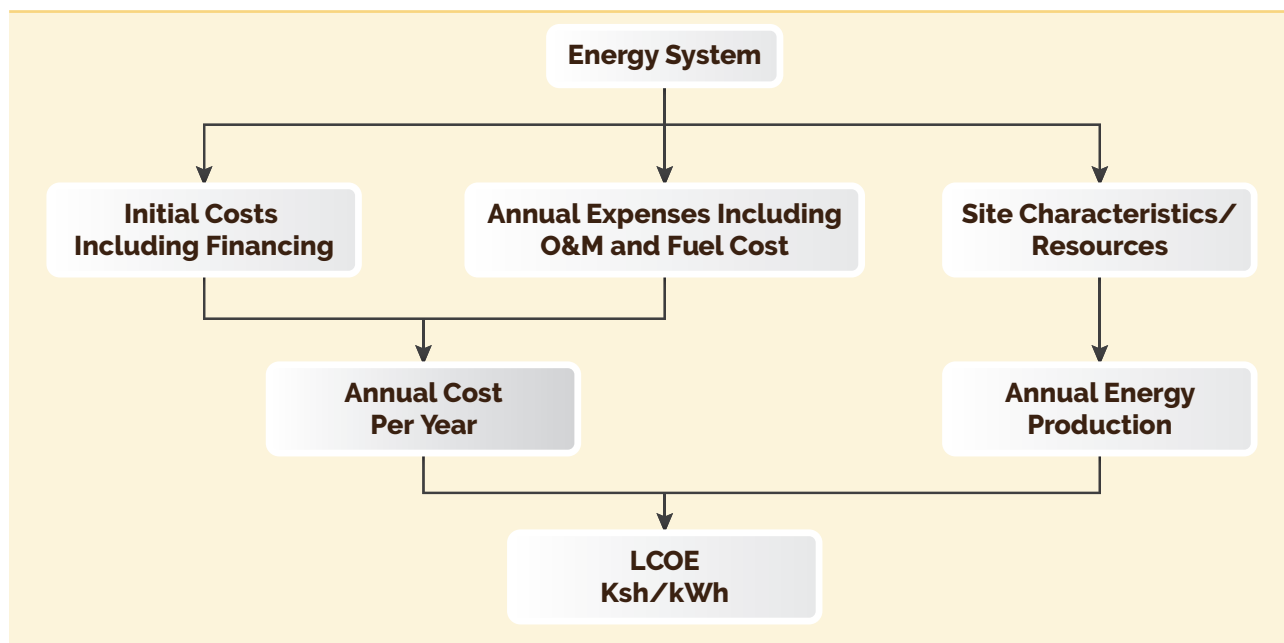 Energy System
Initial Costs
Including Financing
Annual Expenses Including
O&M and Fuel Cost
Site Characteristics/
Resources
Annual Cost
Per Year
Annual Energy
Production
LCOE
Ksh/kWh